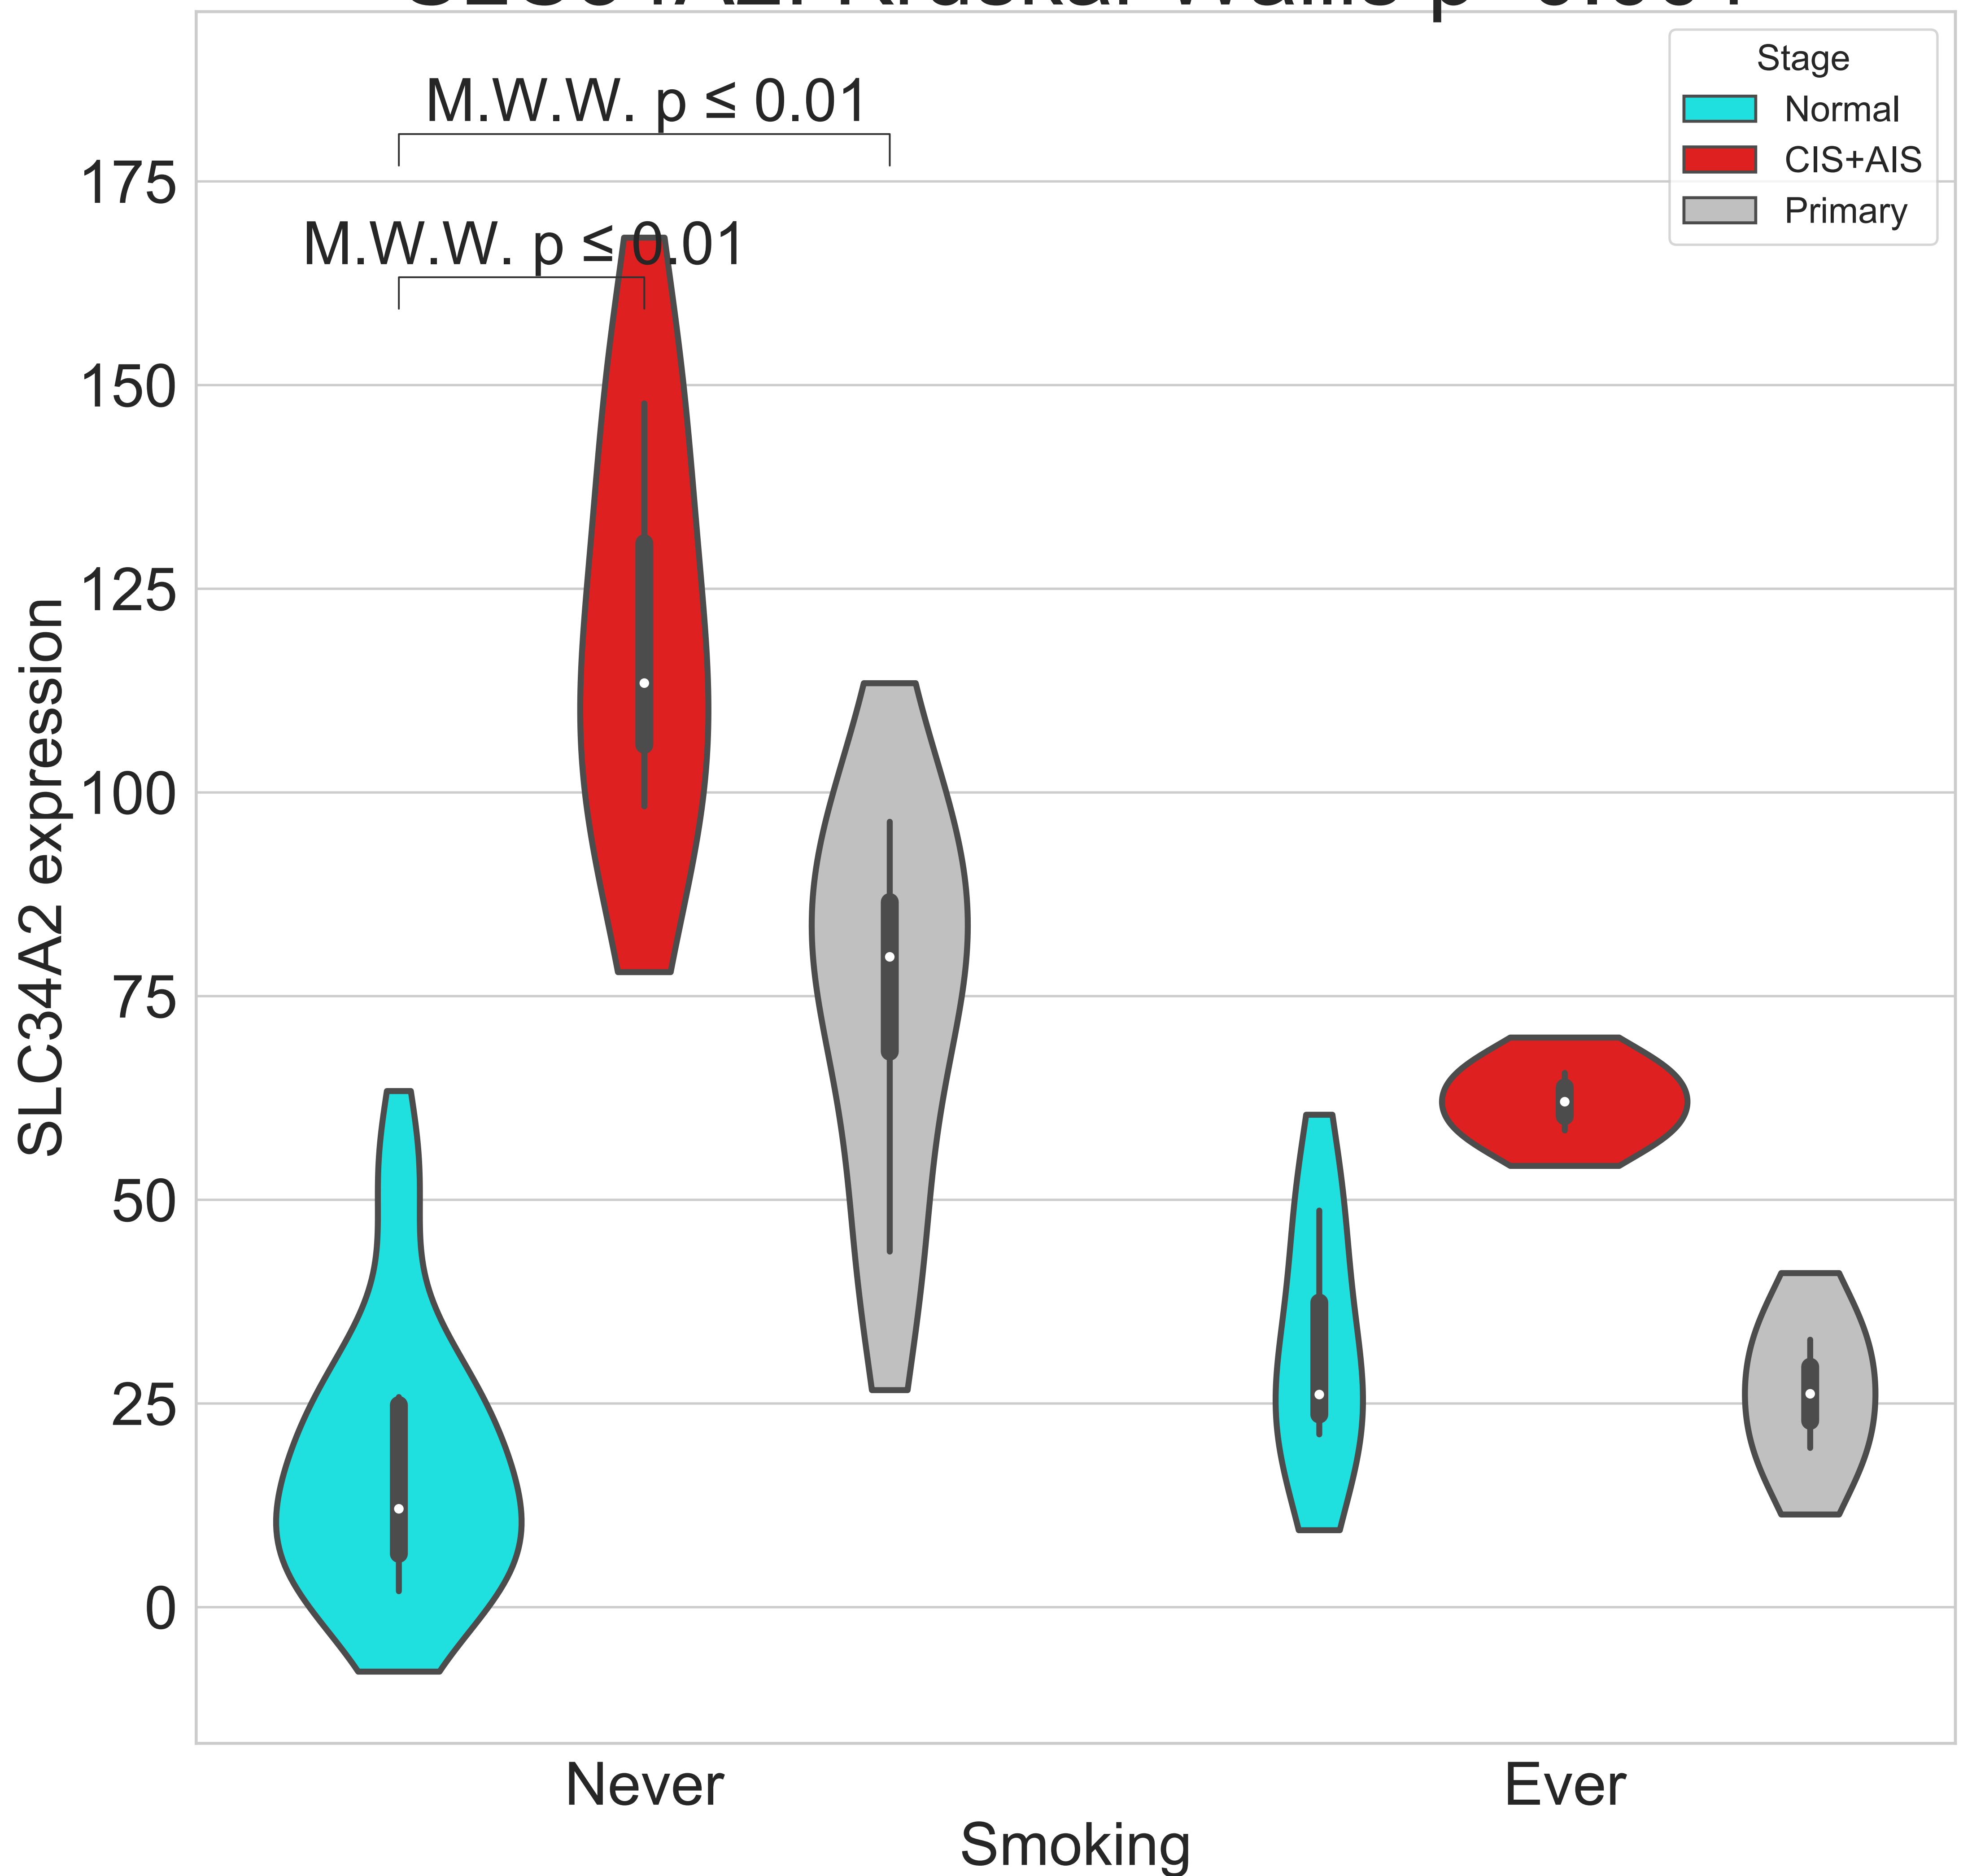 Stage
Normal
CIS+AIS
Primary
M.W.W. p ≤ 0.01
M.W.W. p ≤ 0.01
175
150
125
100
75
50
25
0
SLC34A2 expression
Never
Ever
Smoking